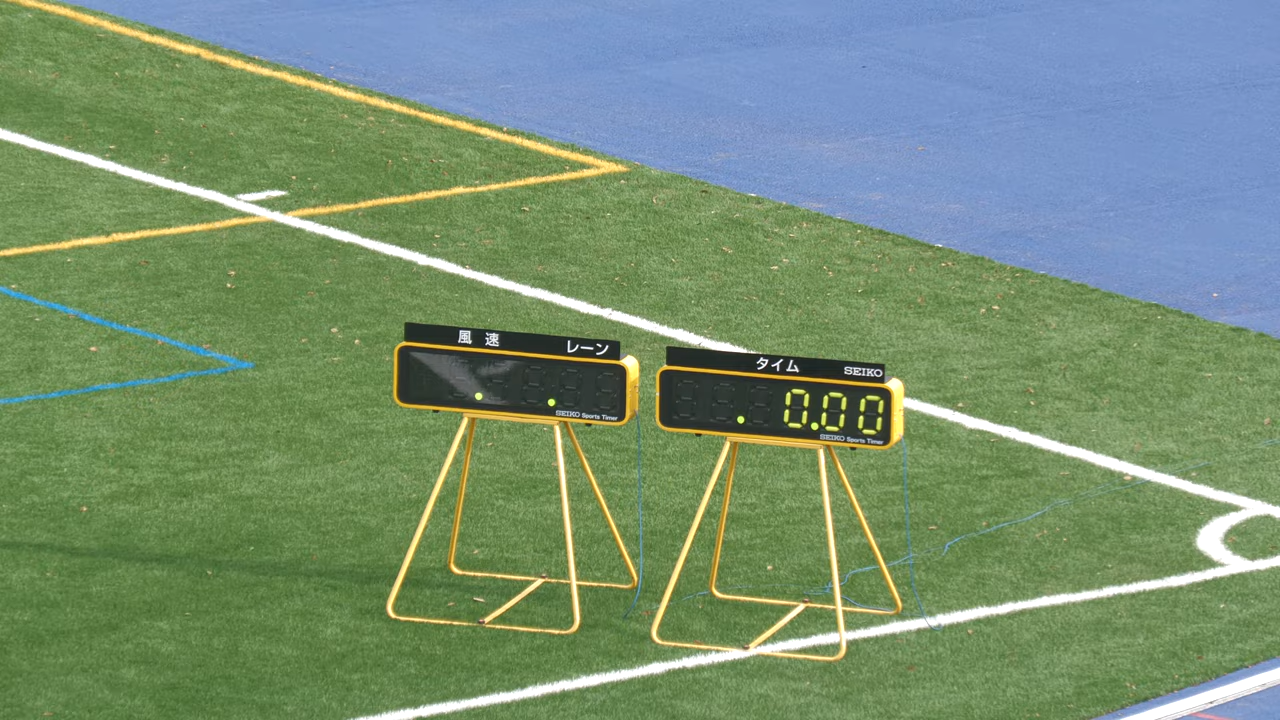 風速 レーン
SEIKO Sports Timer
タイム SEIKO
0.00
SEIKO Sports Timer